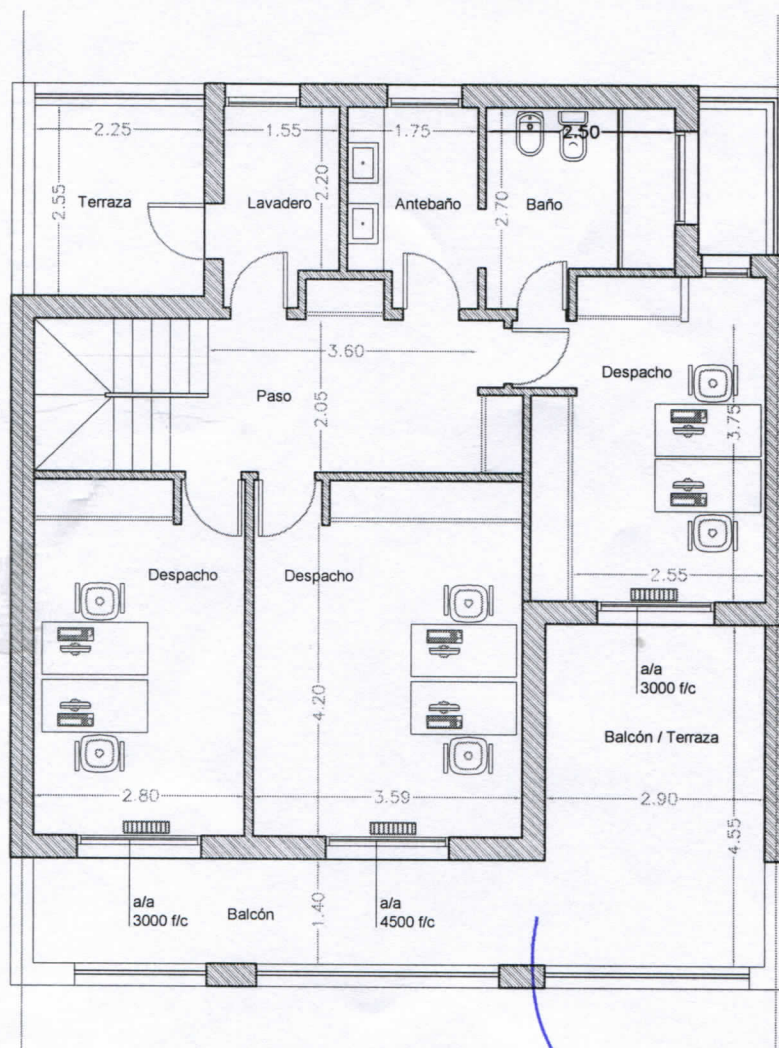 2.25
1.55
1.75
2.50
2.55
Terraza
Lavadero
2.20
Antebaño
2.70
Baño
3.60
Paso
2.05
Despacho
3.75
2.55
Despacho
Despacho
4.20
2.80
3.59
a/a
3000 f/c
Balcón / Terraza
2.90
4.55
a/a
3000 f/c
Balcón
1.40
a/a
4500 f/c